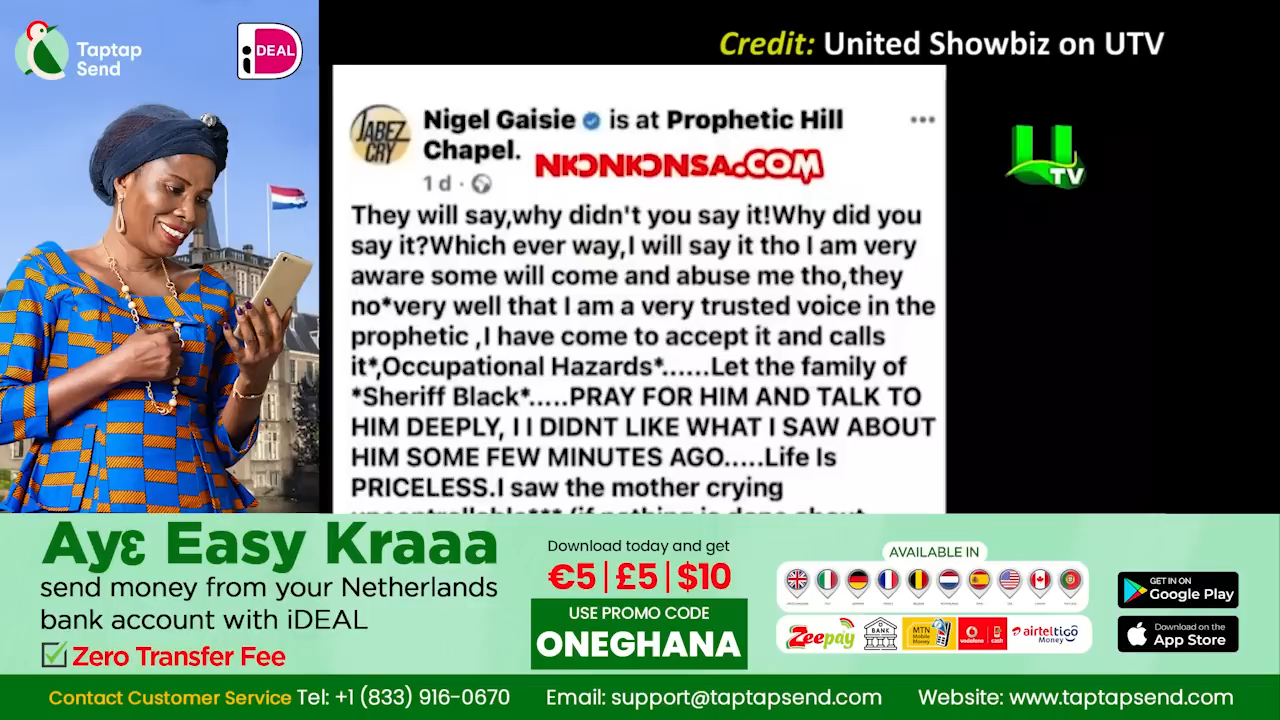 Taptap
Send
iDEAL
Credit: United Showbiz on UTV
JABEZ
CRY
Nigel Gaisie is at Prophetic Hill
Chapel.
NKƆNKƆNSA.COM
1 d ·
U
TV
They will say,why didn't you say it!Why did you
say it?Which ever way,I will say it tho I am very
aware some will come and abuse me tho,they
no*very well that I am a very trusted voice in the
prophetic ,I have come to accept it and calls
it*,Occupational Hazards*......Let the family of
*Sheriff Black*.....PRAY FOR HIM AND TALK TO
HIM DEEPLY, I I DIDNT LIKE WHAT I SAW ABOUT
HIM SOME FEW MINUTES AGO.....Life Is
PRICELESS.I saw the mother crying
Ayɛ Easy Kraaa
send money from your Netherlands
bank account with iDEAL
Zero Transfer Fee
Download today and get
€5 | £5 | $10
USE PROMO CODE
ONEGHANA
AVAILABLE IN
Zeepay
BANK
MTN
Mobile
Money
vodafone cash
airteltigo
Money
GET IN ON
Google Play
Download on the
App Store
Contact Customer Service Tel: +1 (833) 916-0670
Email: support@taptapsend.com
Website: www.taptapsend.com